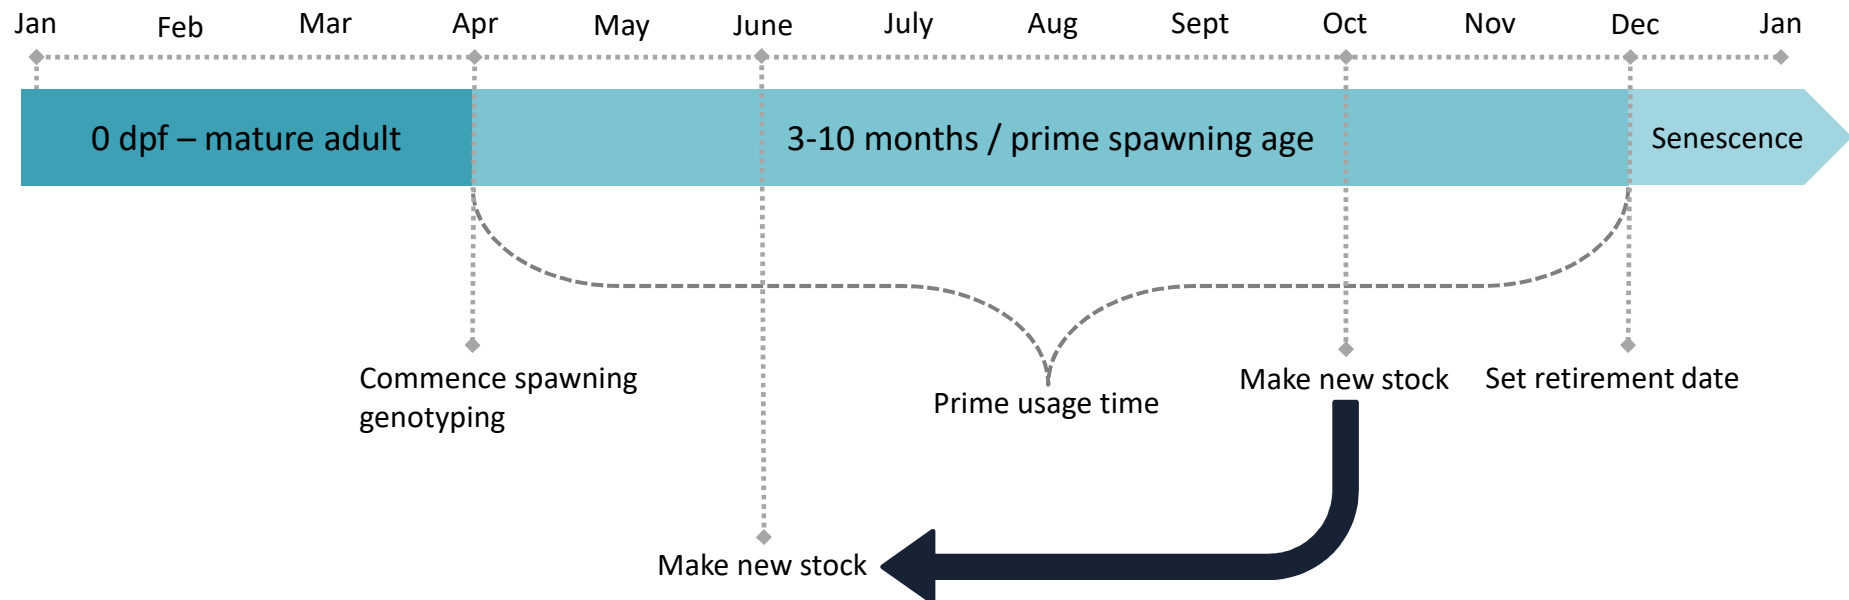 Jan Feb Mar Apr May June July Aug Sept Oct Nov Dec Jan
0 dpf – mature adult
3-10 months / prime spawning age
Senescence
Commence spawning
genotyping
Prime usage time
Make new stock
Set retirement date
Make new stock